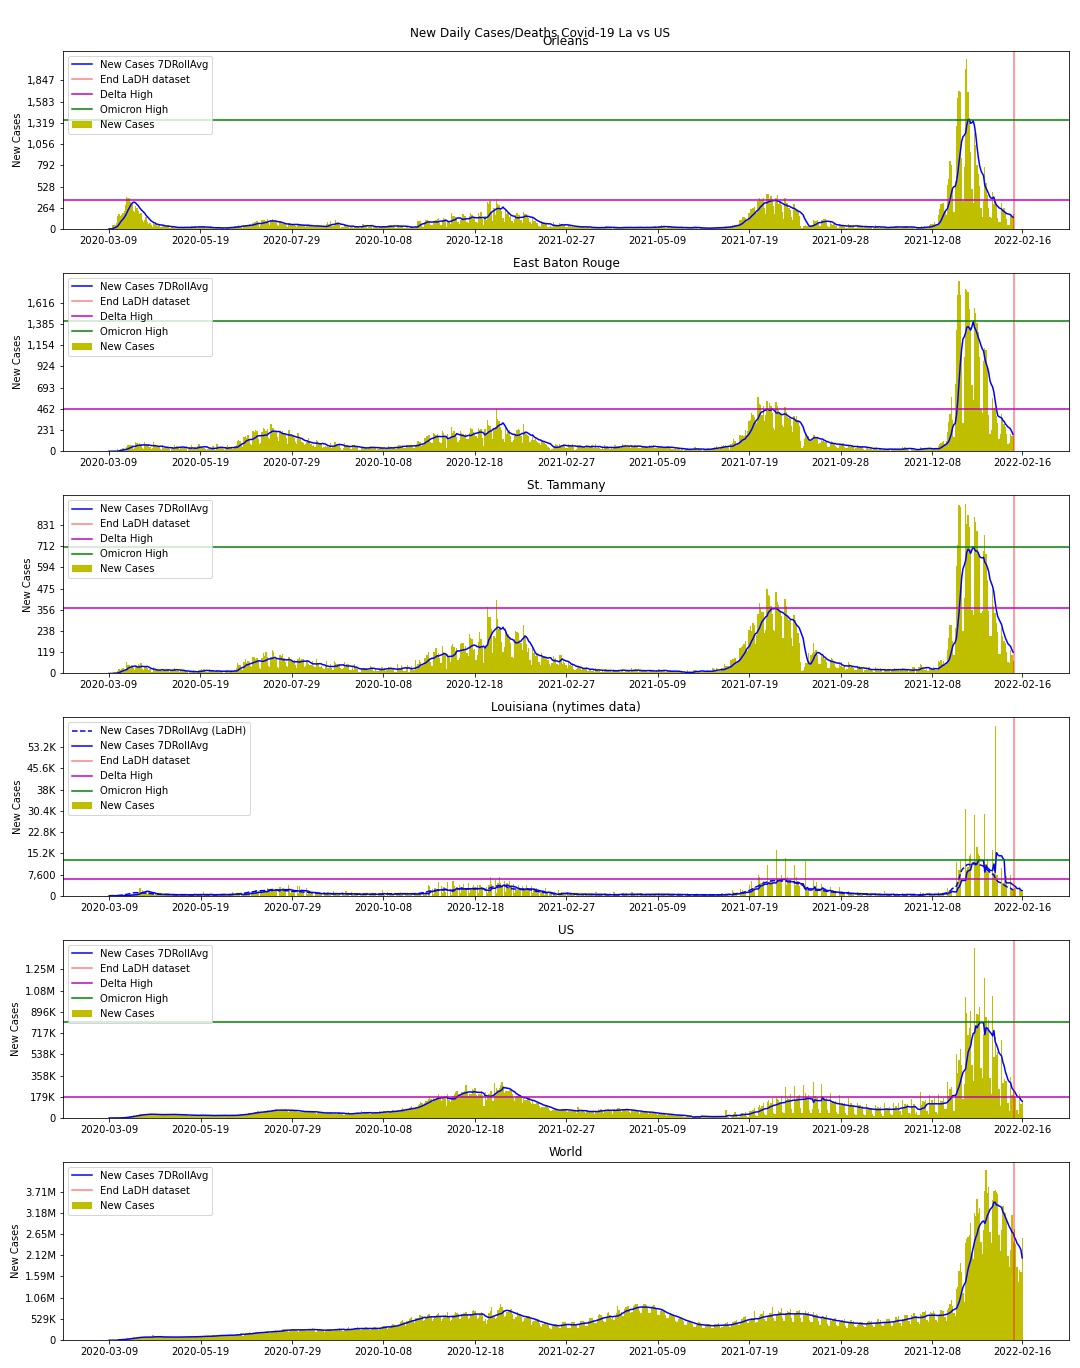 New Daily Cases/Deaths Covid-19 La vs US
Orleans
New Cases
1,847
1,583
1,319
1,056
792
528
264
0
New Cases 7DRollAvg
End LaDH dataset
Delta High
Omicron High
New Cases
2020-03-09 2020-05-19 2020-07-29 2020-10-08 2020-12-18 2021-02-27 2021-05-09 2021-07-19 2021-09-28 2021-12-08 2022-02-16
East Baton Rouge
New Cases
1,616
1,385
1,154
924
693
462
231
0
New Cases 7DRollAvg
End LaDH dataset
Delta High
Omicron High
New Cases
2020-03-09 2020-05-19 2020-07-29 2020-10-08 2020-12-18 2021-02-27 2021-05-09 2021-07-19 2021-09-28 2021-12-08 2022-02-16
St. Tammany
New Cases
831
712
594
475
356
238
119
0
New Cases 7DRollAvg
End LaDH dataset
Delta High
Omicron High
New Cases
2020-03-09 2020-05-19 2020-07-29 2020-10-08 2020-12-18 2021-02-27 2021-05-09 2021-07-19 2021-09-28 2021-12-08 2022-02-16
Louisiana (nytimes data)
New Cases
53.2K
45.6K
38K
30.4K
22.8K
15.2K
7,600
0
New Cases 7DRollAvg (LaDH)
New Cases 7DRollAvg
End LaDH dataset
Delta High
Omicron High
New Cases
2020-03-09 2020-05-19 2020-07-29 2020-10-08 2020-12-18 2021-02-27 2021-05-09 2021-07-19 2021-09-28 2021-12-08 2022-02-16
US
New Cases
1.25M
1.08M
896K
717K
538K
358K
179K
0
New Cases 7DRollAvg
End LaDH dataset
Delta High
Omicron High
New Cases
2020-03-09 2020-05-19 2020-07-29 2020-10-08 2020-12-18 2021-02-27 2021-05-09 2021-07-19 2021-09-28 2021-12-08 2022-02-16
World
New Cases
3.71M
3.18M
2.65M
2.12M
1.59M
1.06M
529K
0
New Cases 7DRollAvg
End LaDH dataset
New Cases
2020-03-09 2020-05-19 2020-07-29 2020-10-08 2020-12-18 2021-02-27 2021-05-09 2021-07-19 2021-09-28 2021-12-08 2022-02-16